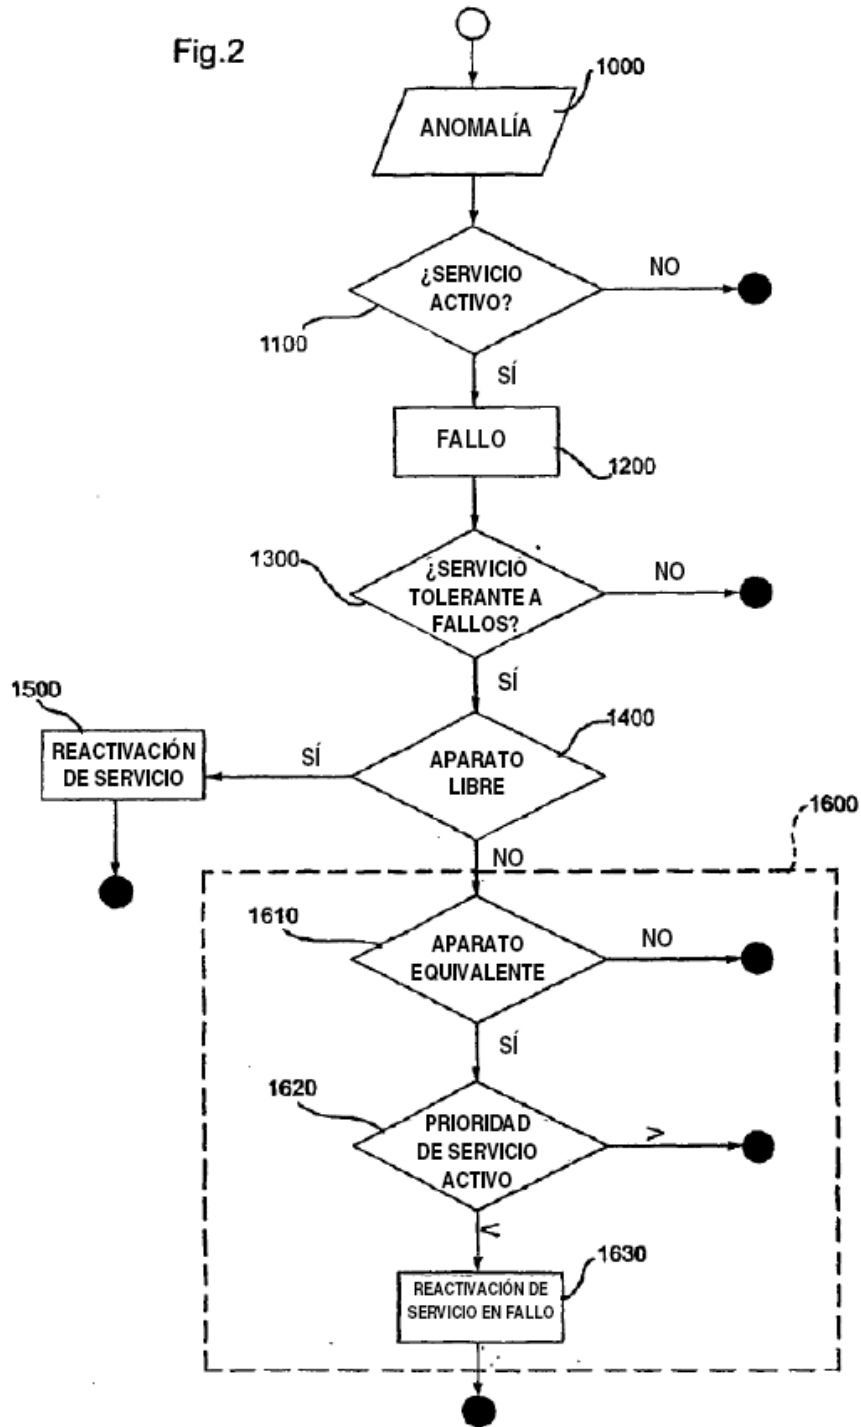 Fig.2
1000
ANOMALÍA
¿SERVICIO
ACTIVO?
NO
1100
SÍ
FALLO
1200
1300
¿SERVICIO
TOLERANTE A
FALLOS?
NO
SÍ
1500
1400
REACTIVACIÓN
DE SERVICIO
SÍ
APARATO
LIBRE
1600
NO
1610
APARATO
EQUIVALENTE
NO
SÍ
1620
PRIORIDAD
DE SERVICIO
ACTIVO
>
<
1630
REACTIVACIÓN DE
SERVICIO EN FALLO